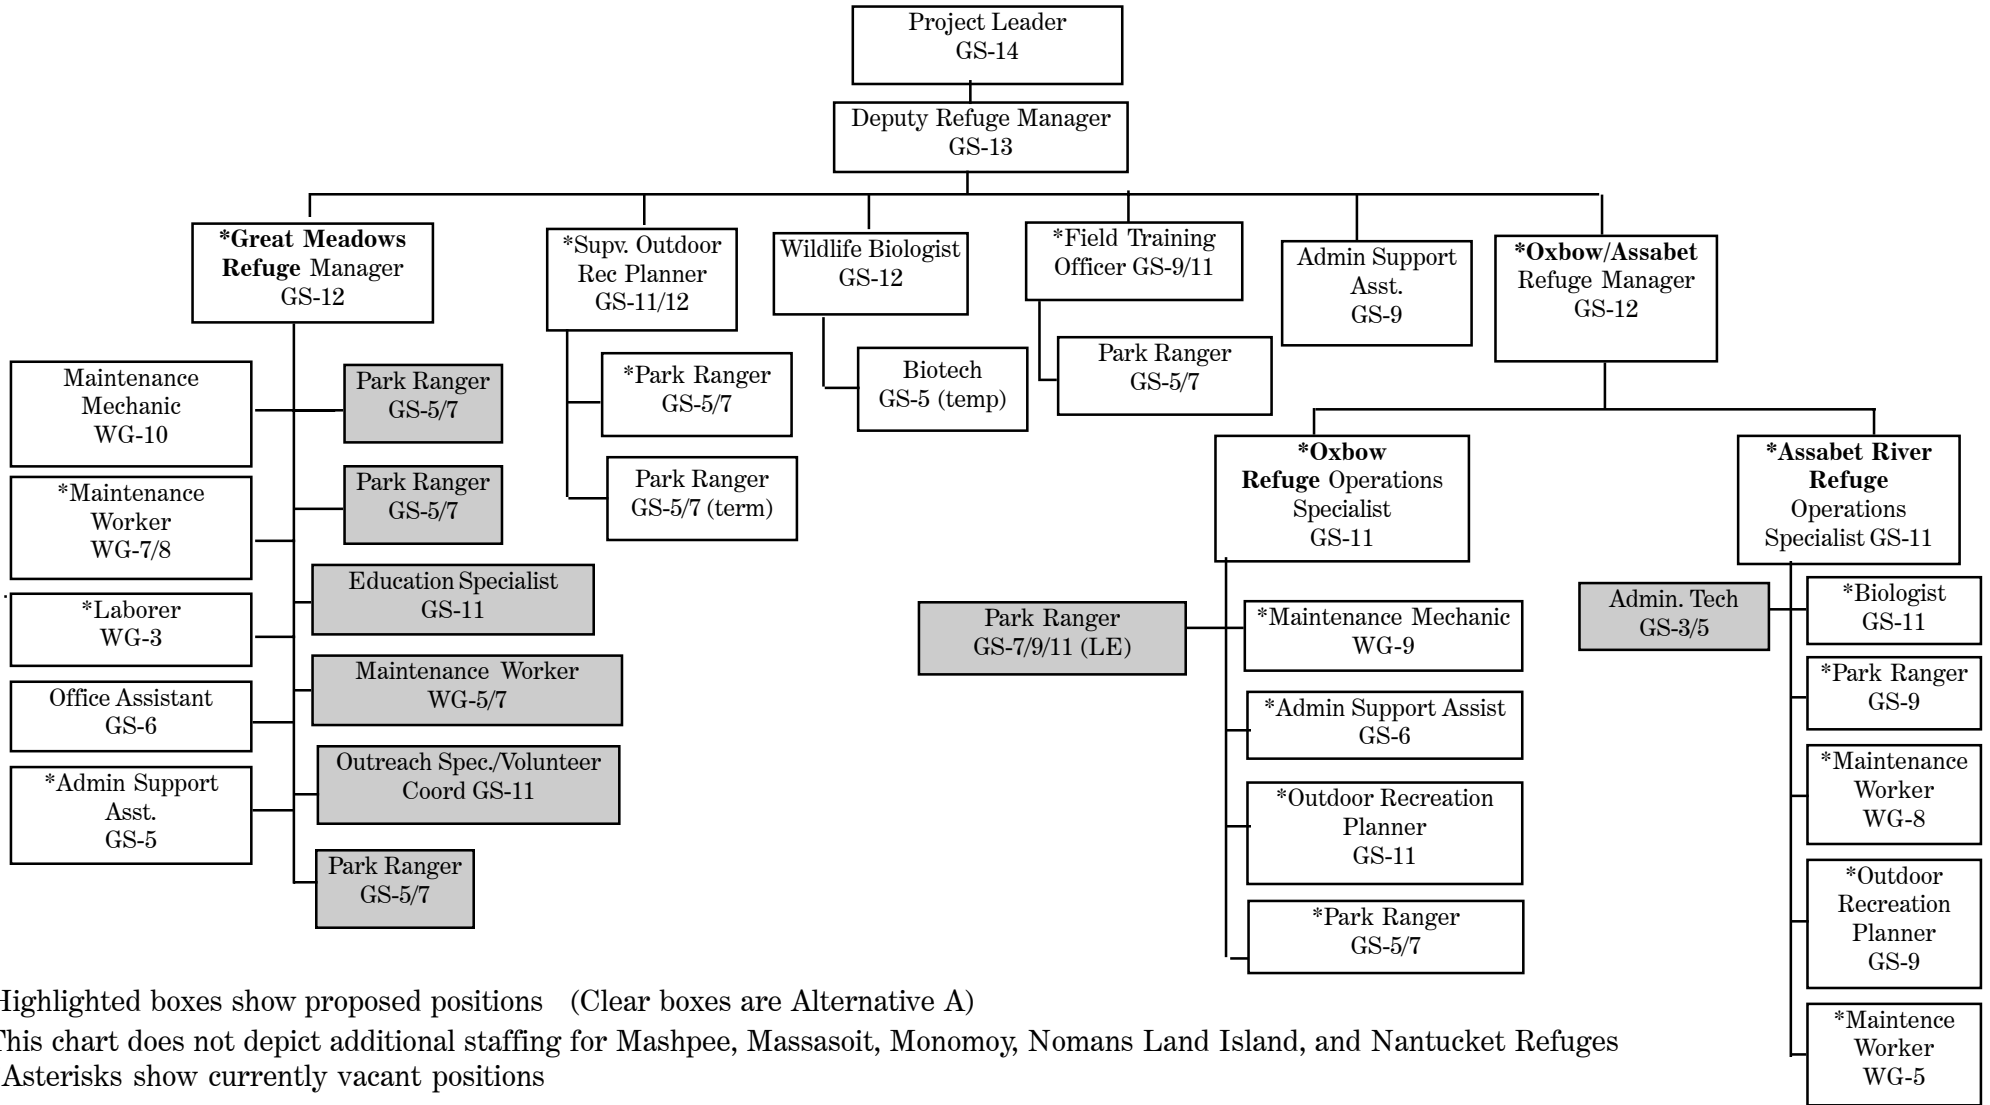 Project Leader
GS-14
Deputy Refuge Manager
GS-13
*Great Meadows
Refuge Manager
GS-12
*Supv. Outdoor
Rec Planner
GS-11/12
Wildlife Biologist
GS-12
*Field Training
Officer GS-9/11
Admin Support
Asst.
GS-9
*Oxbow/Assabet
Refuge Manager
GS-12
Maintenance
Mechanic
WG-10
*Maintenance
Worker
WG-7/8
*Laborer
WG-3
Office Assistant
GS-6
*Admin Support
Asst.
GS-5
Park Ranger
GS-5/7
Park Ranger
GS-5/7
Education Specialist
GS-11
Maintenance Worker
WG-5/7
Outreach Spec./Volunteer
Coord GS-11
Park Ranger
GS-5/7
*Park Ranger
GS-5/7
Park Ranger
GS-5/7 (term)
Biotech
GS-5 (temp)
Park Ranger
GS-5/7
*Oxbow
Refuge Operations
Specialist
GS-11
Park Ranger
GS-7/9/11 (LE)
*Maintenance Mechanic
WG-9
*Admin Support Assist
GS-6
*Outdoor Recreation
Planner
GS-11
*Park Ranger
GS-5/7
*Assabet River
Refuge
Operations
Specialist GS-11
Admin. Tech
GS-3/5
*Biologist
GS-11
*Park Ranger
GS-9
*Maintenance
Worker
WG-8
*Outdoor
Recreation
Planner
GS-9
*Maintence
Worker
WG-5
Highlighted boxes show proposed positions (Clear boxes are Alternative A)
This chart does not depict additional staffing for Mashpee, Massasoit, Monomoy, Nomans Land Island, and Nantucket Refuges
Asterisks show currently vacant positions